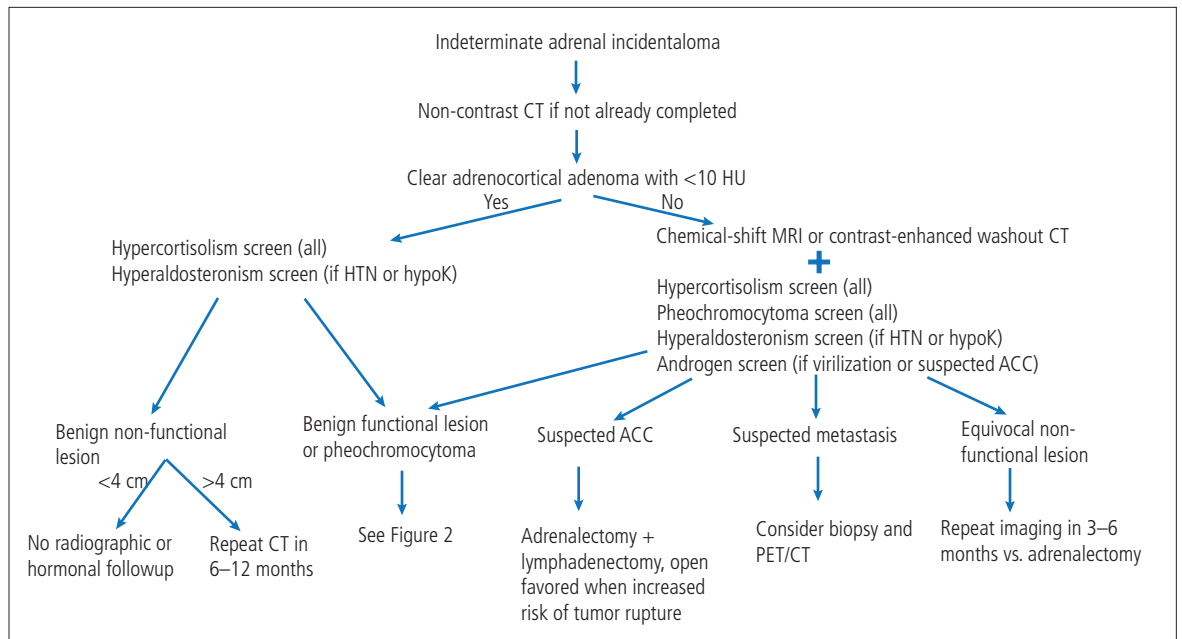 Indeterminate adrenal incidentaloma
Non-contrast CT if not already completed
Clear adrenocortical adenoma with <10 HU
Yes
No
Hypercortisolism screen (all)
Hyperaldosteronism screen (if HTN or hypoK)
Chemical-shift MRI or contrast-enhanced washout CT
+
Hypercortisolism screen (all)
Pheochromocytoma screen (all)
Hyperaldosteronism screen (if HTN or hypoK)
Androgen screen (if virilization or suspected ACC)
Benign non-functional
lesion
Benign functional lesion
or pheochromocytoma
Suspected ACC
Suspected metastasis
Equivocal non-
functional lesion
<4 cm
>4 cm
No radiographic or
hormonal followup
Repeat CT in
6–12 months
See Figure 2
Adrenalectomy +
lymphadenectomy, open
favored when increased
risk of tumor rupture
Consider biopsy and
PET/CT
Repeat imaging in 3–6
months vs. adrenalectomy